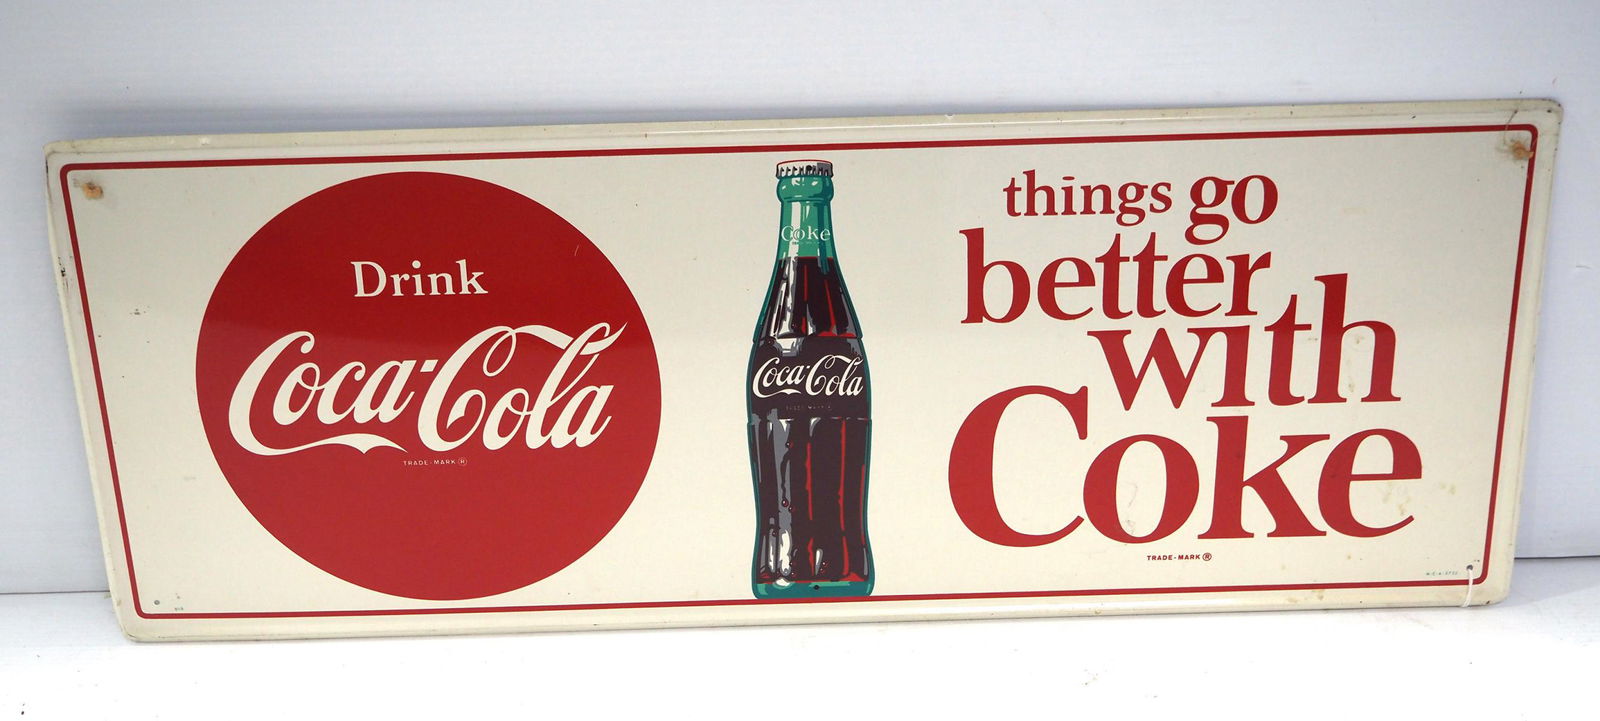 Drink
Coca-Cola
TRADE-MARK ®
Coke
Coca-Cola
things go
better
with
Coke
TRADE-MARK ®